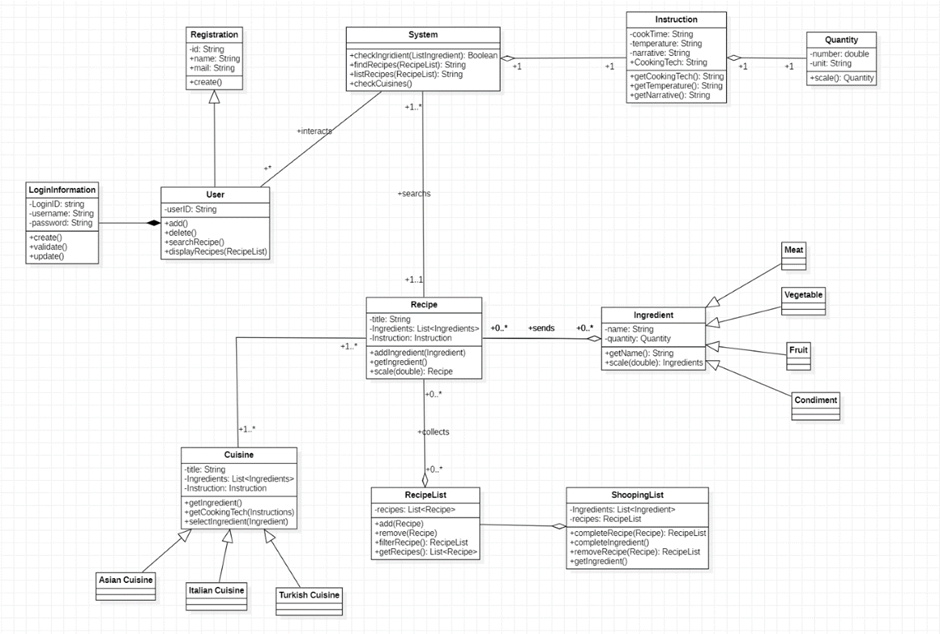 Registration
-id: String
+name: String
+mail: String
+create()
System
+checkIngridient(ListIngredient): Boolean
+findRecipes(RecipeList): String
+listRecipes(RecipeList): String
+checkCuisines()
+1
+1
Instruction
-cookTime: String
-temperature: String
-narrative: String
+CookingTech: String
+getCookingTech(): String
+getTemperature(): String
+getNarrative(): String
+1
+1
Quantity
-number: double
-unit: String
+scale(): Quantity
+1..*
+interacts
+*
LoginInformation
-LoginID: string
-username: String
-password: String
+create()
+validate()
+update()
User
-userID: String
+add()
+delete()
+searchRecipe()
+displayRecipes(RecipeList)
+searchs
+1..1
Recipe
-title: String
-Ingredients: List<Ingredients>
-Instruction: Instruction
+addIngredient(Ingredient)
+getIngredient()
+scale(double): Recipe
+0..*
+sends
+0..*
Ingredient
-name: String
-quantity: Quantity
+getName(): String
+scale(double): Ingredients
Meat
Vegetable
Fruit
Condiment
+1..*
+1..*
+0..*
+collects
+0..*
Cuisine
-title: String
-Ingredients: List<Ingredients>
-Instruction: Instruction
+getIngredient()
+getCookingTech(Instructions)
+selectIngredient(Ingredient)
RecipeList
-recipes: List<Recipe>
+add(Recipe)
+remove(Recipe)
+filterRecipe(): RecipeList
+getRecipes(): List<Recipe>
ShoopingList
-Ingredients: List<Ingredient>
-recipes: RecipeList
+completeRecipe(Recipe): RecipeList
+completeIngredient()
+removeRecipe(Recipe): RecipeList
+getIngredient()
Asian Cuisine
Italian Cuisine
Turkish Cuisine